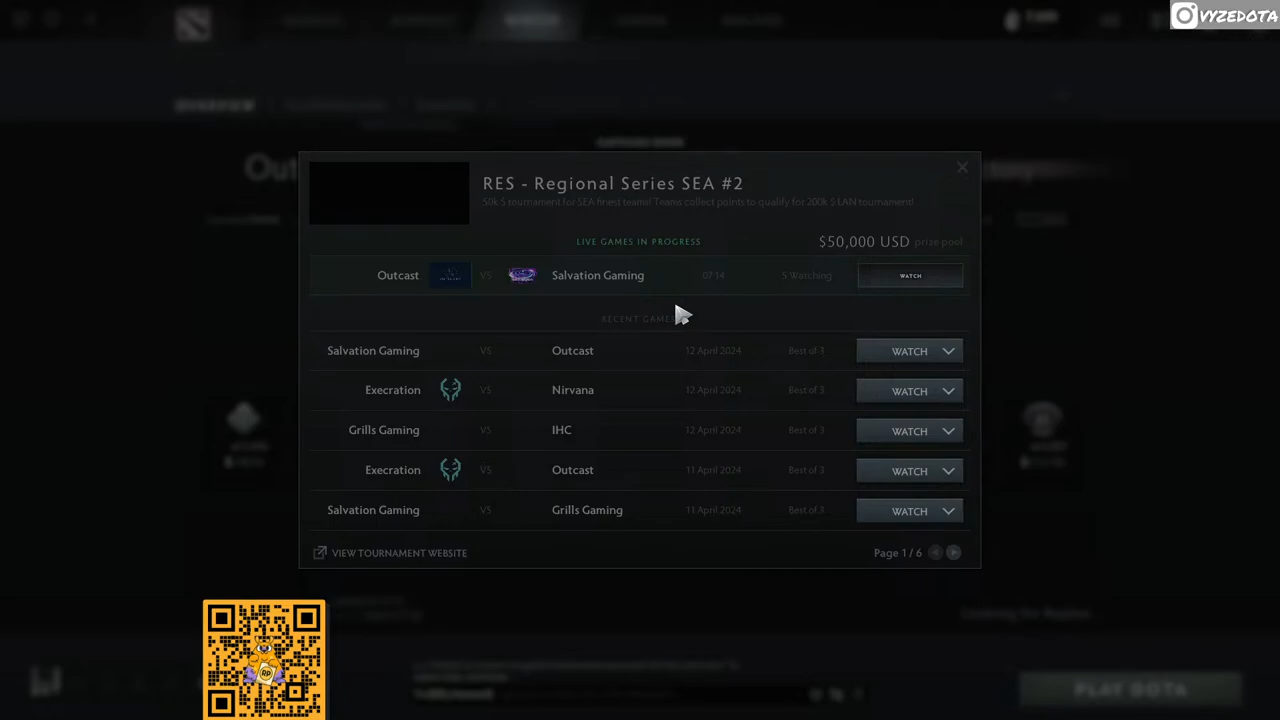 VYZEDOTA
WATCH
RES - Regional Series SEA #2
50k $ tournament for SEA finest team! Teams collect points to qualify for 200k $ LAN tournament!
LIVE GAMES IN PROGRESS
$50,000 USD prize pool
Outcast VS Salvation Gaming 07:14 5 Watching WATCH
RECENT GAMES
Salvation Gaming VS Outcast 12 April 2024 Best of 3 WATCH
Execration VS Nirvana 12 April 2024 Best of 3 WATCH
Grills Gaming VS IHC 12 April 2024 Best of 3 WATCH
Execration VS Outcast 11 April 2024 Best of 3 WATCH
Salvation Gaming VS Grills Gaming 11 April 2024 Best of 3 WATCH
VIEW TOURNAMENT WEBSITE
Page 1 / 6
RP
PLAY DOTA